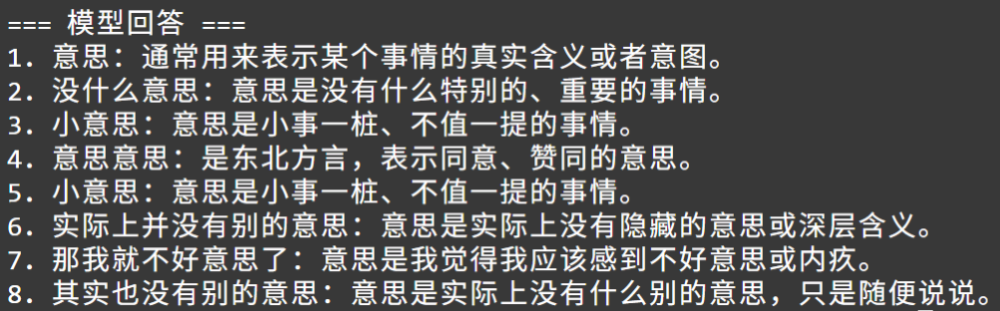 === 模型回答 ===
1. 意思：通常用来表示某个事情的真实含义或者意图。
2. 没什么意思：意思是没有什么特别的、重要的事情。
3. 小意思：意思是小事一桩、不值一提的事情。
4. 意思意思：是东北方言，表示同意、赞同的意思。
5. 小意思：意思是小事一桩、不值一提的事情。
6. 实际上并没有别的意思：意思是实际上没有隐藏的意思或深层含义。
7. 那我就不好意思了：意思是我觉得我应该感到不好意思或内疚。
8. 其实也没有别的意思：意思是实际上没有什么别的意思，只是随便说说。